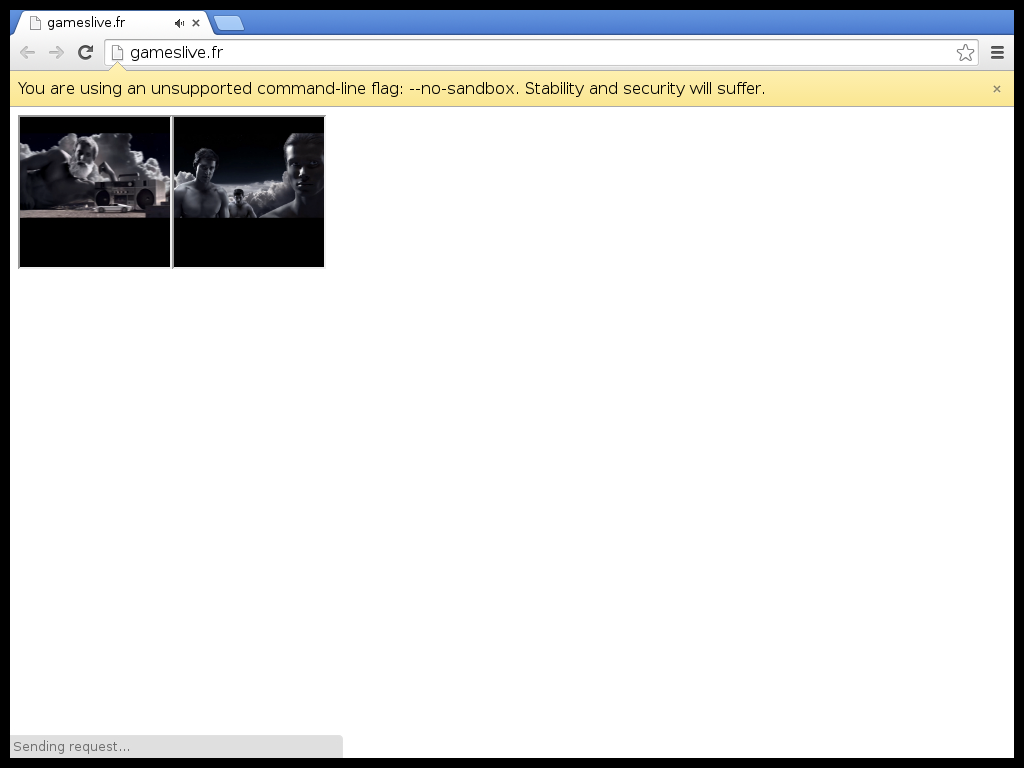 gameslive.fr
gameslive.fr
You are using an unsupported command-line flag: --no-sandbox. Stability and security will suffer.
Sending request...